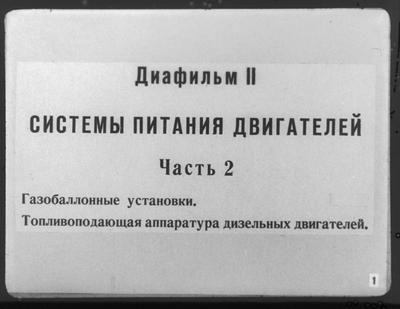 Диафильм II
СИСТЕМЫ ПИТАНИЯ ДВИГАТЕЛЕЙ
Часть 2
Газобаллонные установки.
Топливоподающая аппаратура дизельных двигателей.
1